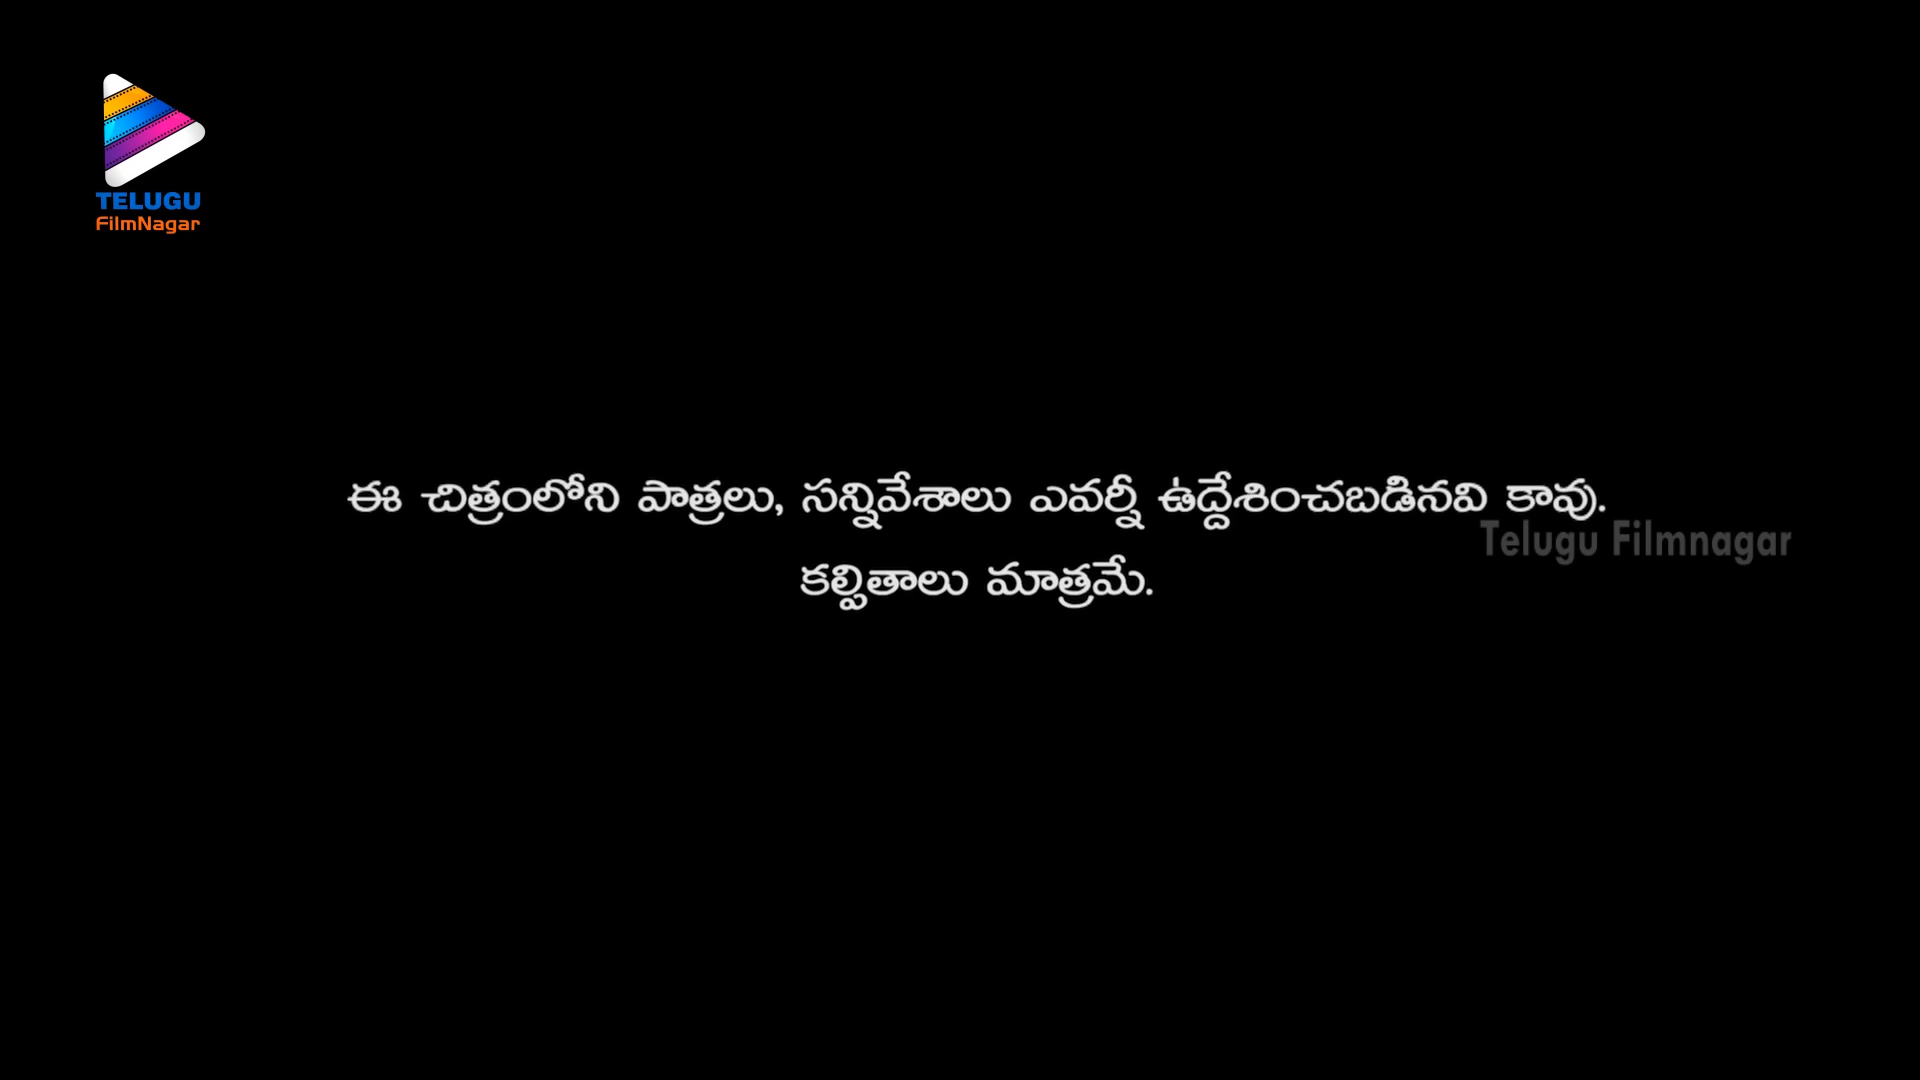 TELUGU
FilmNagar
ఈ చిత్రంలోని పాత్రలు, సన్నివేశాలు ఎవర్నీ ఉద్దేశించబడినవి కావు.
Telugu Filmnagar
కల్పితాలు మాత్రమే.